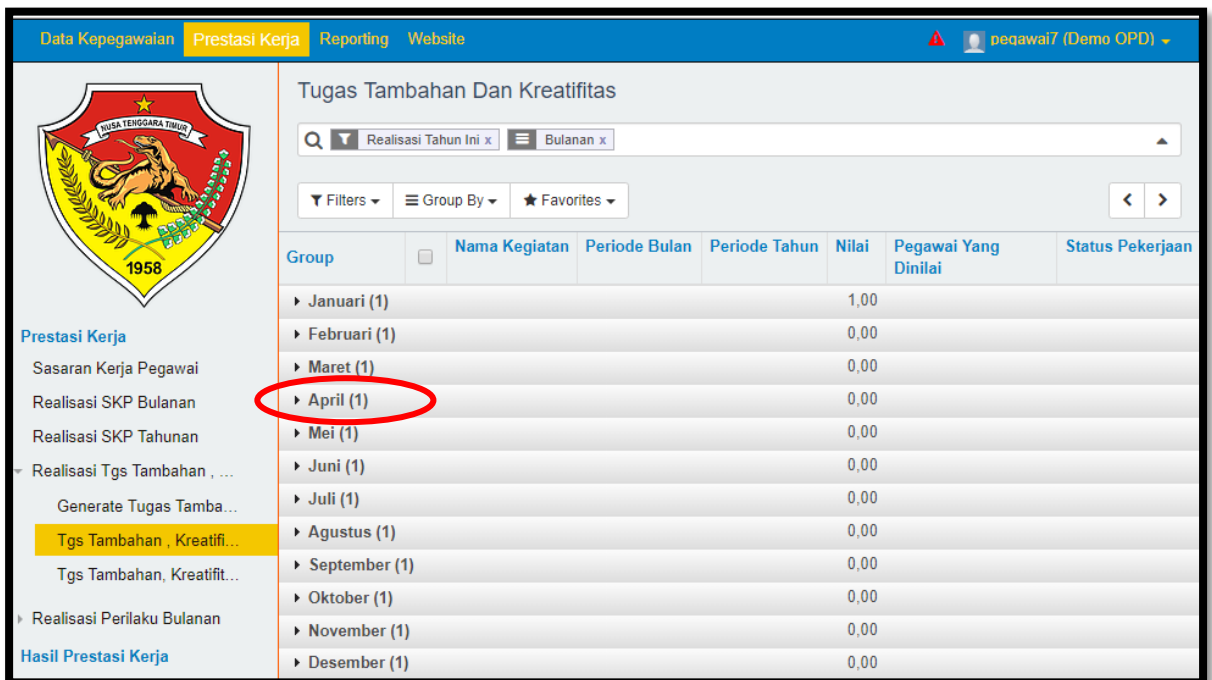 Data Kepegawaian Prestasi Kerja Reporting Website pegawai7 (Demo OPD)
NUSA TENGGARA TIMUR
1958
Tugas Tambahan Dan Kreatifitas
Realisasi Tahun Ini x Bulanan x
Filters Group By Favorites
Group Nama Kegiatan Periode Bulan Periode Tahun Nilai Pegawai Yang Dinilai Status Pekerjaan
Januari (1) 1,00
Februari (1) 0,00
Maret (1) 0,00
April (1) 0,00
Mei (1) 0,00
Juni (1) 0,00
Juli (1) 0,00
Agustus (1) 0,00
September (1) 0,00
Oktober (1) 0,00
November (1) 0,00
Desember (1) 0,00
Prestasi Kerja
Sasaran Kerja Pegawai
Realisasi SKP Bulanan
Realisasi SKP Tahunan
Realisasi Tgs Tambahan , ...
Generate Tugas Tamba...
Tgs Tambahan , Kreatifi...
Tgs Tambahan, Kreatifit...
Realisasi Perilaku Bulanan
Hasil Prestasi Kerja